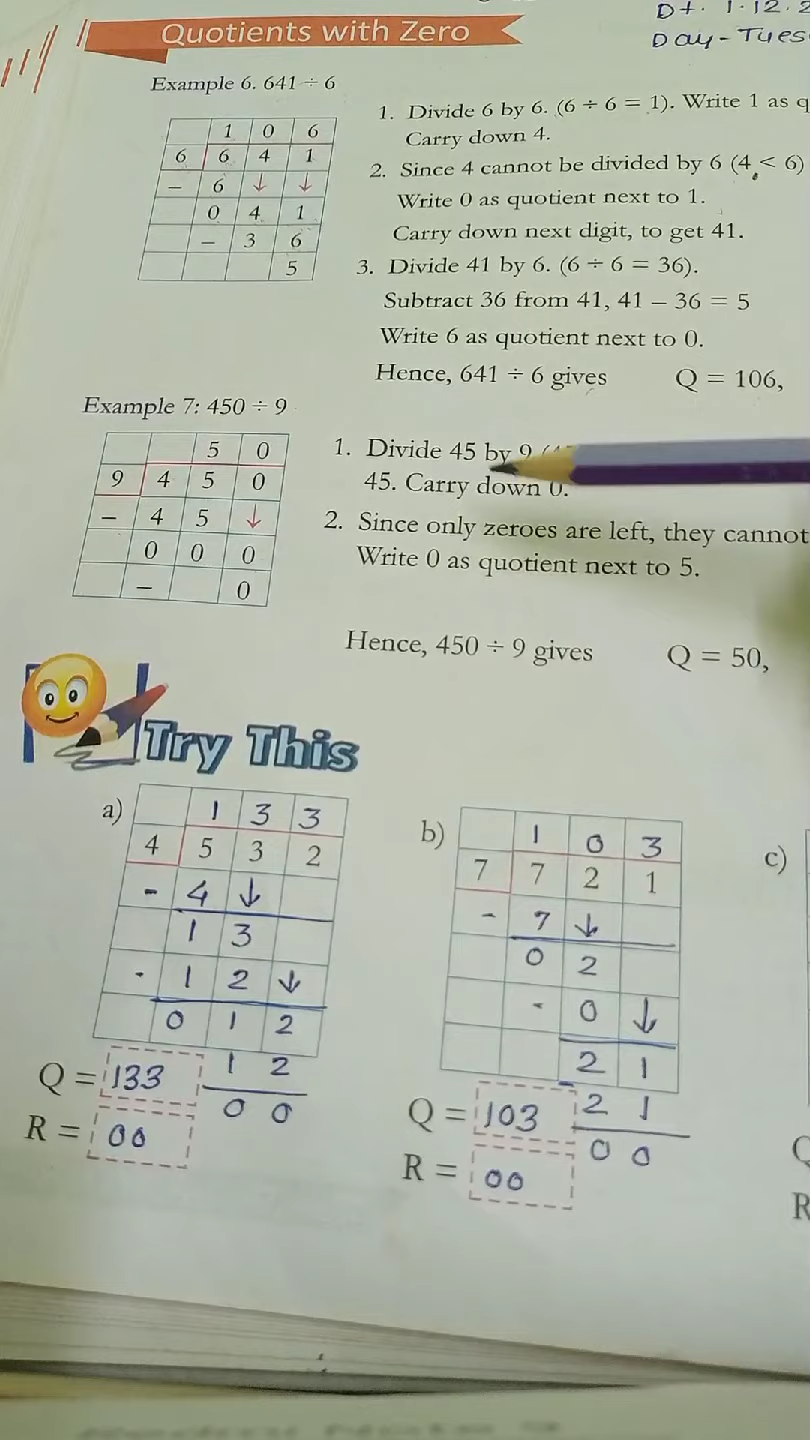 Dt. 1.12.2
Day - Tues
Quotients with Zero
Example 6. 641 ÷ 6
1 0 6
6 6 4 1
− 6 ↓ ↓
0 4 1
− 3 6
5
1. Divide 6 by 6. (6 ÷ 6 = 1). Write 1 as q
Carry down 4.
2. Since 4 cannot be divided by 6 (4 < 6)
Write 0 as quotient next to 1.
Carry down next digit, to get 41.
3. Divide 41 by 6. (6 ÷ 6 = 36).
Subtract 36 from 41, 41 − 36 = 5
Write 6 as quotient next to 0.
Hence, 641 ÷ 6 gives Q = 106,
Example 7: 450 ÷ 9
5 0
9 4 5 0
− 4 5 ↓
0 0 0
− 0
1. Divide 45 by 9
45. Carry down 0.
2. Since only zeroes are left, they cannot
Write 0 as quotient next to 5.
Hence, 450 ÷ 9 gives Q = 50,
Try This
a)
1 3 3
4 5 3 2
- 4 ↓
1 3
- 1 2 ↓
0 1 2
1 2
0 0
Q = 133
R = 00
b)
1 0 3
7 7 2 1
- 7 ↓
0 2
- 0 ↓
2 1
- 2 1
0 0
Q = 103
R = 00
c)
R